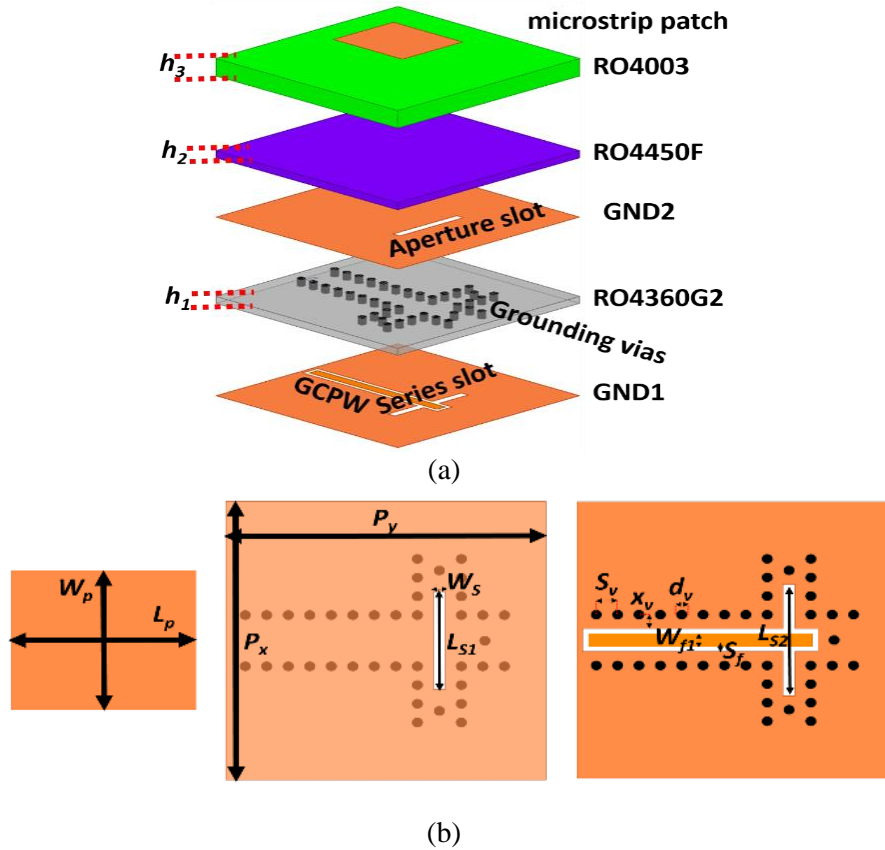 microstrip patch
h3
RO4003
h2
RO4450F
GND2
Aperture slot
h1
RO4360G2
Grounding vias
GCPW Series slot
GND1
(a)
Py
Wp
Lp
Px
WS
LS1
Sv
xv
dv
Wf1
Sf
LS2
(b)